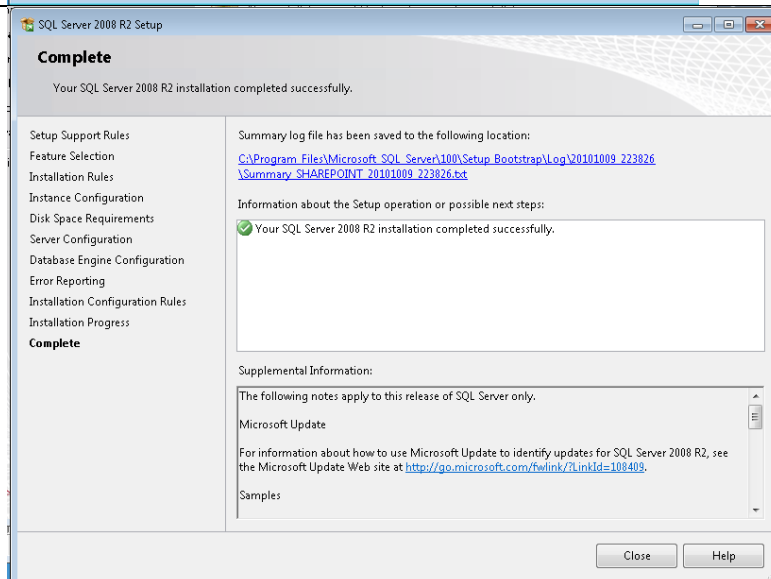 SQL Server 2008 R2 Setup
Complete
Your SQL Server 2008 R2 installation completed successfully.
Setup Support Rules
Feature Selection
Installation Rules
Instance Configuration
Disk Space Requirements
Server Configuration
Database Engine Configuration
Error Reporting
Installation Configuration Rules
Installation Progress
Complete
Summary log file has been saved to the following location:
C:\Program Files\Microsoft SQL Server\100\Setup Bootstrap\Log\20101009_223826
\Summary_SHAREPOINT_20101009_223826.txt
Information about the Setup operation or possible next steps:
Your SQL Server 2008 R2 installation completed successfully.
Supplemental Information:
The following notes apply to this release of SQL Server only.
Microsoft Update
For information about how to use Microsoft Update to identify updates for SQL Server 2008 R2, see
the Microsoft Update Web site at http://go.microsoft.com/fwlink/?LinkId=108409.
Samples
Close
Help